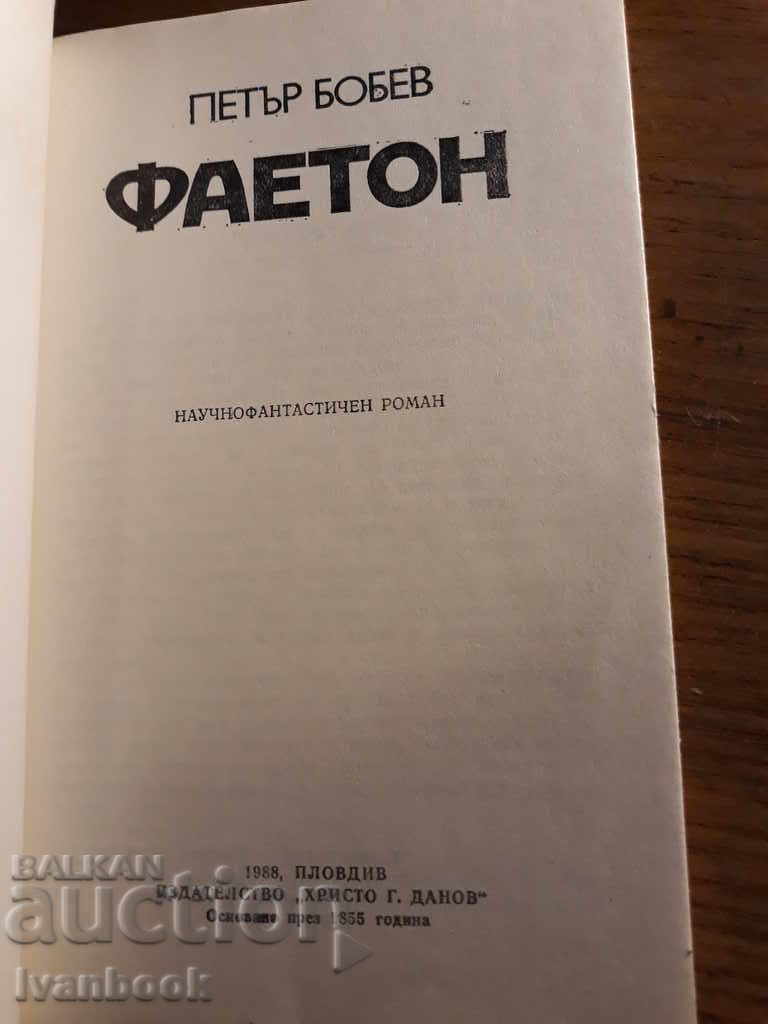 ПЕТЪР БОБЕВ
ФАЕТОН
НАУЧНОФАНТАСТИЧЕН РОМАН
1988, ПЛОВДИВ
ИЗДАТЕЛСТВО „ХРИСТО Г. ДАНОВ“
Основано през 1855 година
BALKAN
auction
Ivanbook